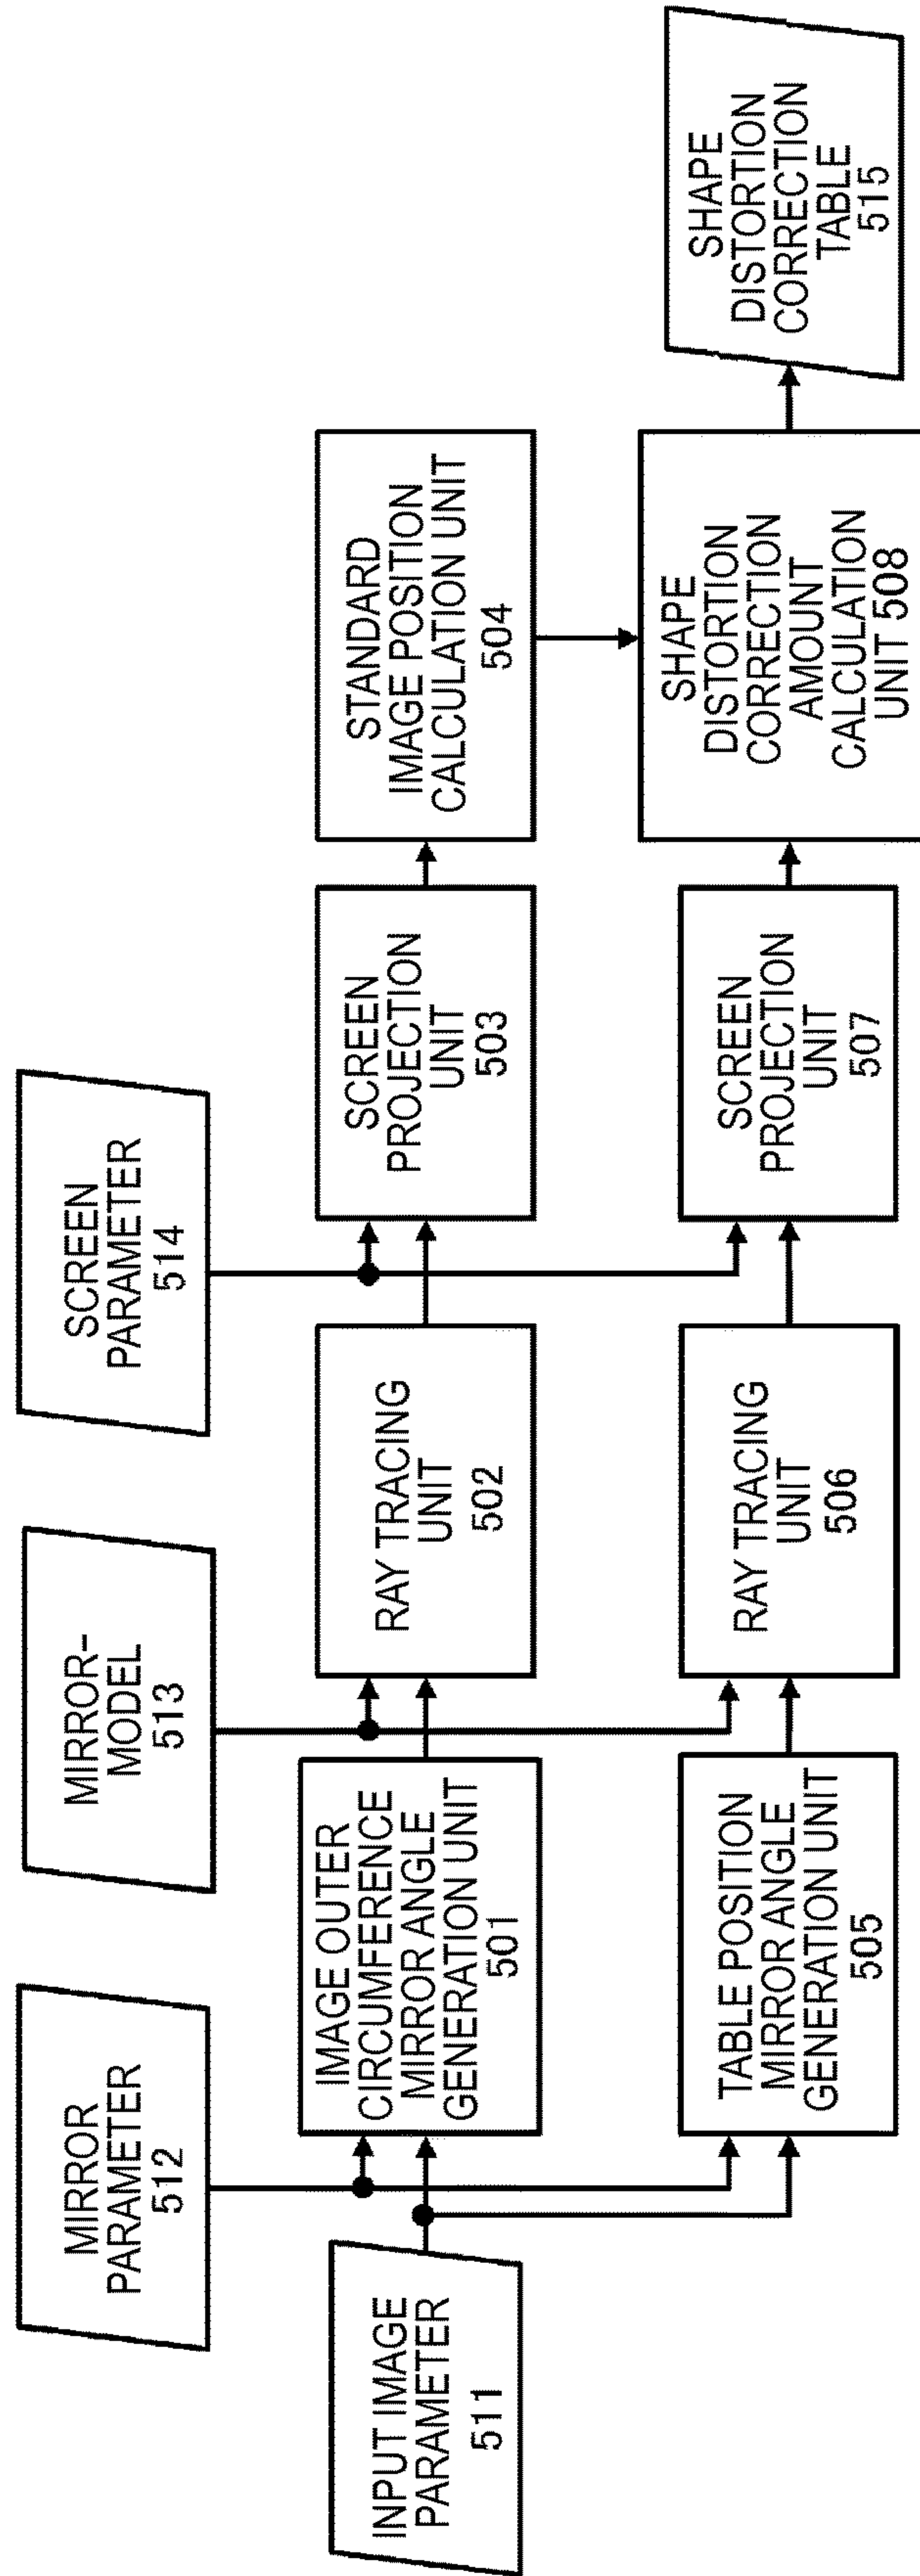 MIRROR
PARAMETER
512
MIRROR-
MODEL
513
SCREEN
PARAMETER
514
INPUT IMAGE
PARAMETER
511
IMAGE OUTER
CIRCUMFERENCE
MIRROR ANGLE
GENERATION UNIT
501
RAY TRACING
UNIT
502
SCREEN
PROJECTION
UNIT
503
STANDARD
IMAGE POSITION
CALCULATION UNIT
504
TABLE POSITION
MIRROR ANGLE
GENERATION UNIT
505
RAY TRACING
UNIT
506
SCREEN
PROJECTION
UNIT
507
SHAPE
DISTORTION
CORRECTION
AMOUNT
CALCULATION
UNIT 508
SHAPE
DISTORTION
CORRECTION
TABLE
515